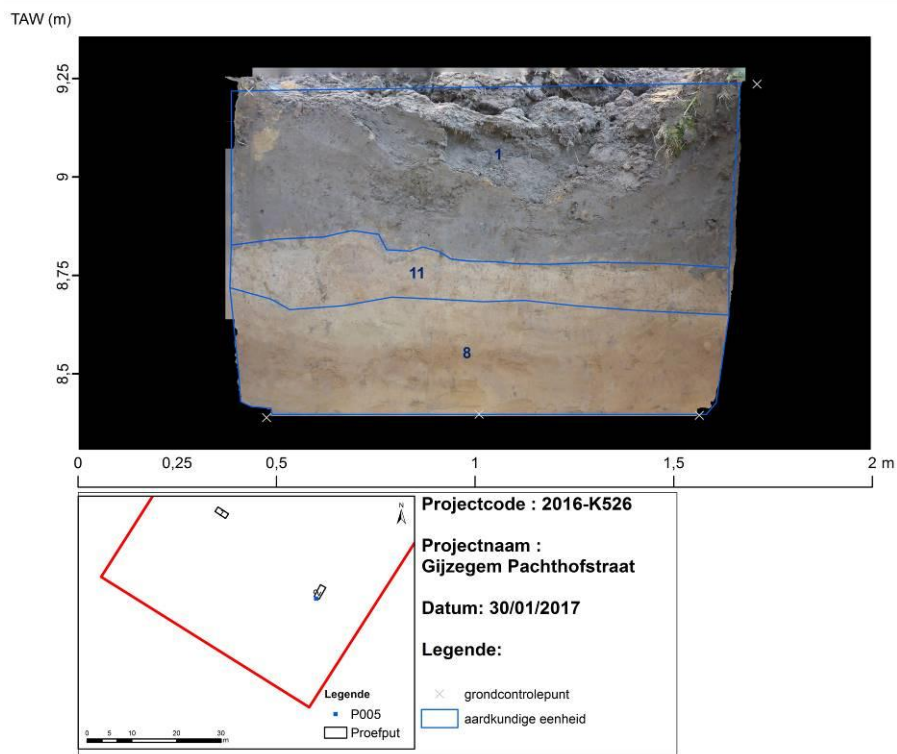 TAW (m)
9,25
9
8,75
8,5
1
11
8
0 0,25 0,5 1 1,5 2 m
N
Legende
P005
Proefput
0 5 10 20 30
m
Projectcode : 2016-K526
Projectnaam :
Gijzegem Pachthofstraat
Datum: 30/01/2017
Legende:
grondcontrolepunt
aardkundige eenheid